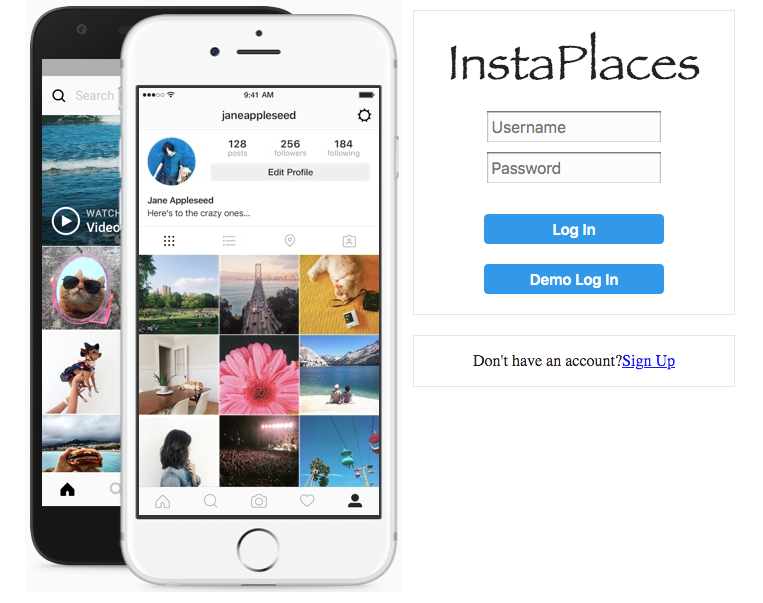 Search
WATCH
Video
9:41 AM
janeappleseed
128
256
184
posts
followers
following
Edit Profile
Jane Appleseed
Here's to the crazy ones...
InstaPlaces
Username
Password
Log In
Demo Log In
Don't have an account?Sign Up